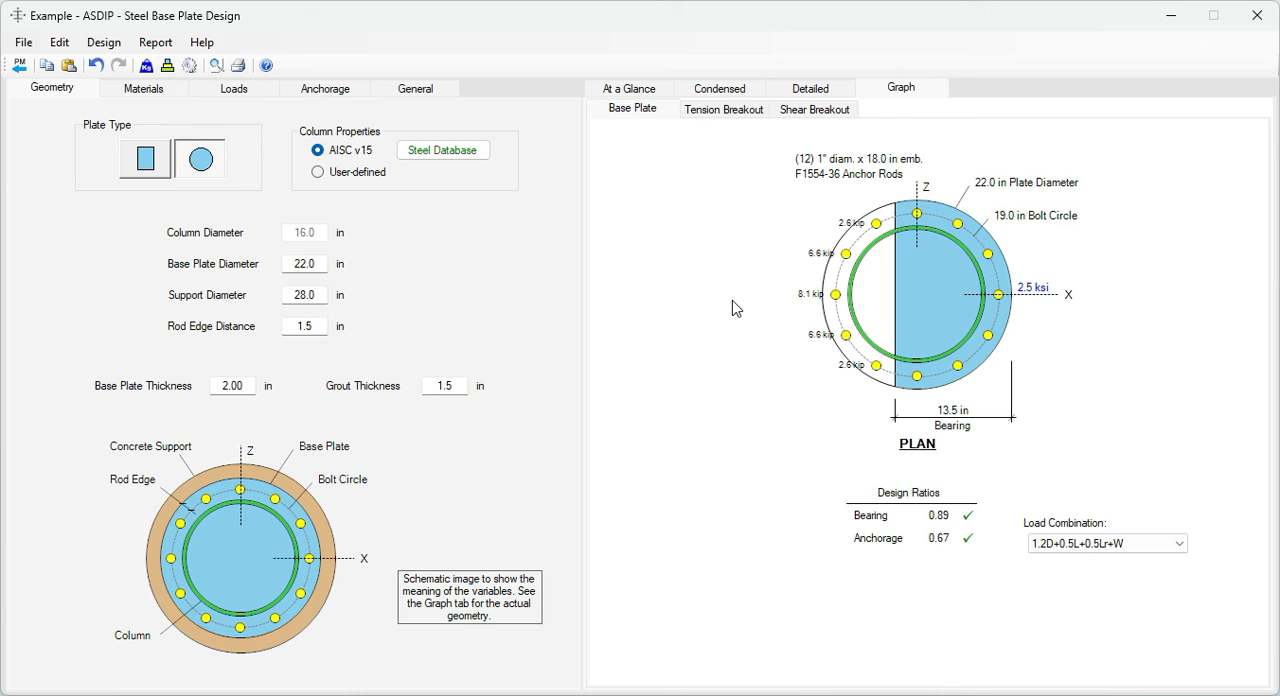 Example - ASDIP - Steel Base Plate Design
File Edit Design Report Help
PM
Kg
Geometry Materials Loads Anchorage General
At a Glance Condensed Detailed Graph
Base Plate Tension Breakout Shear Breakout
Plate Type
Column Properties
AISC v15 Steel Database
User-defined
Column Diameter 16.0 in
Base Plate Diameter 22.0 in
Support Diameter 28.0 in
Rod Edge Distance 1.5 in
Base Plate Thickness 2.00 in Grout Thickness 1.5 in
Concrete Support Z Base Plate
Rod Edge Bolt Circle
X
Column
Schematic image to show the
meaning of the variables. See
the Graph tab for the actual
geometry.
(12) 1" diam. x 18.0 in emb.
F1554-36 Anchor Rods
Z 22.0 in Plate Diameter
19.0 in Bolt Circle
2.6 kip
6.6 kip
8.1 kip 2.5 ksi X
6.6 kip
2.6 kip
13.5 in
Bearing
PLAN
Design Ratios
Bearing 0.89 ✓
Anchorage 0.67 ✓
Load Combination:
1.2D+0.5L+0.5Lr+W